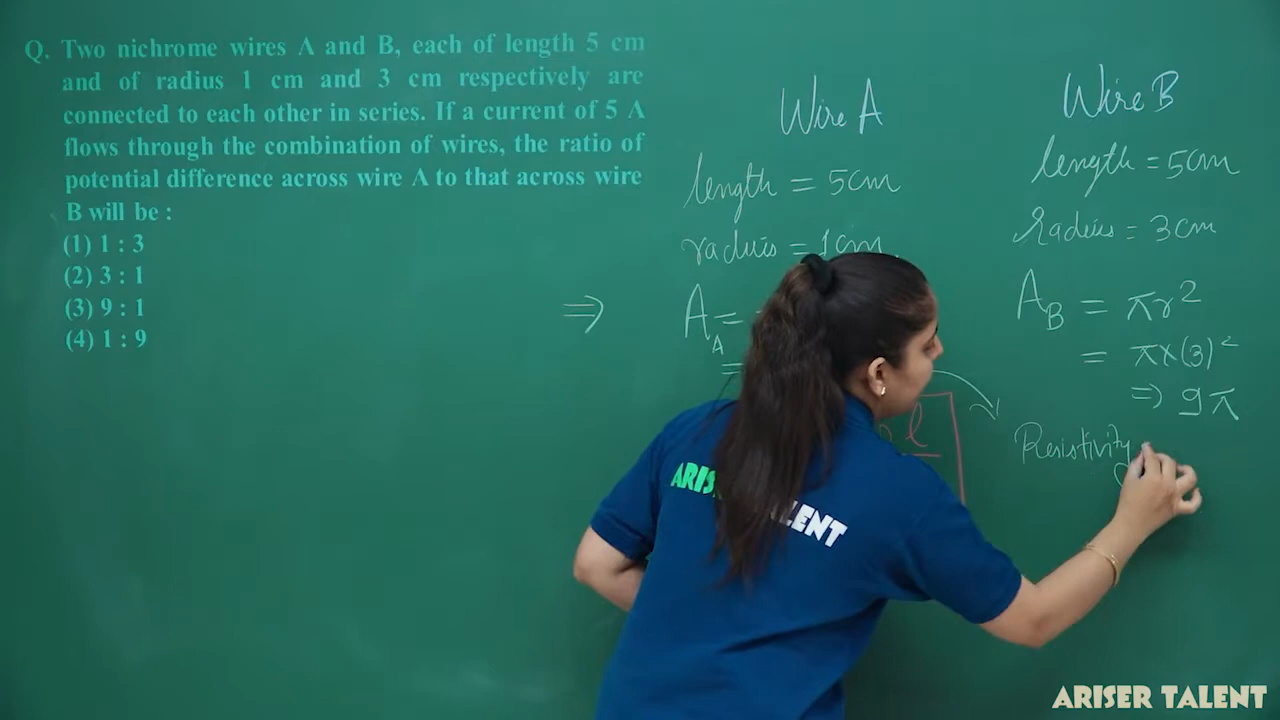 Q. Two nichrome wires A and B, each of length 5 cm
and of radius 1 cm and 3 cm respectively are
connected to each other in series. If a current of 5 A
flows through the combination of wires, the ratio of
potential difference across wire A to that across wire
B will be :
(1) 1 : 3
(2) 3 : 1
(3) 9 : 1
(4) 1 : 9
Wire A
length = 5cm
radius = 1cm
⇒ A_A =
=
l
Wire B
length = 5cm
radius = 3cm
A_B = πr²
= π×(3)²
⇒ 9π
Resistivity
ARISER TALENT